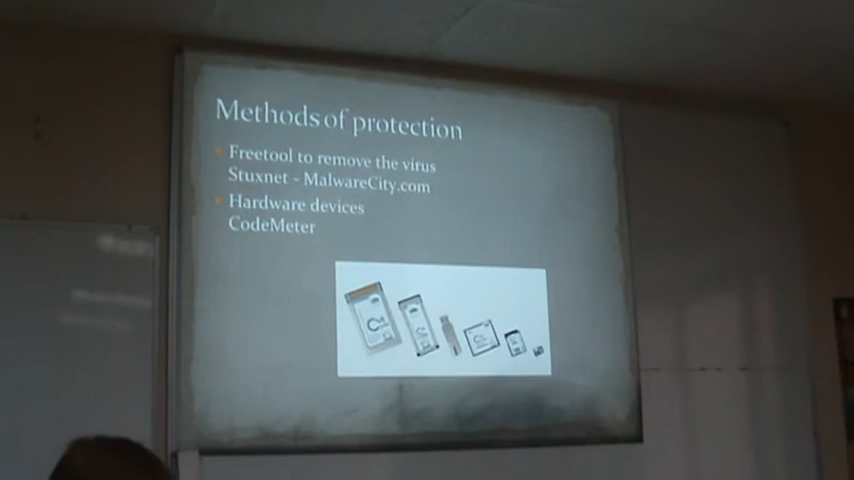 Methods of protection
Freetool to remove the virus
Stuxnet - MalwareCity.com
Hardware devices
CodeMeter